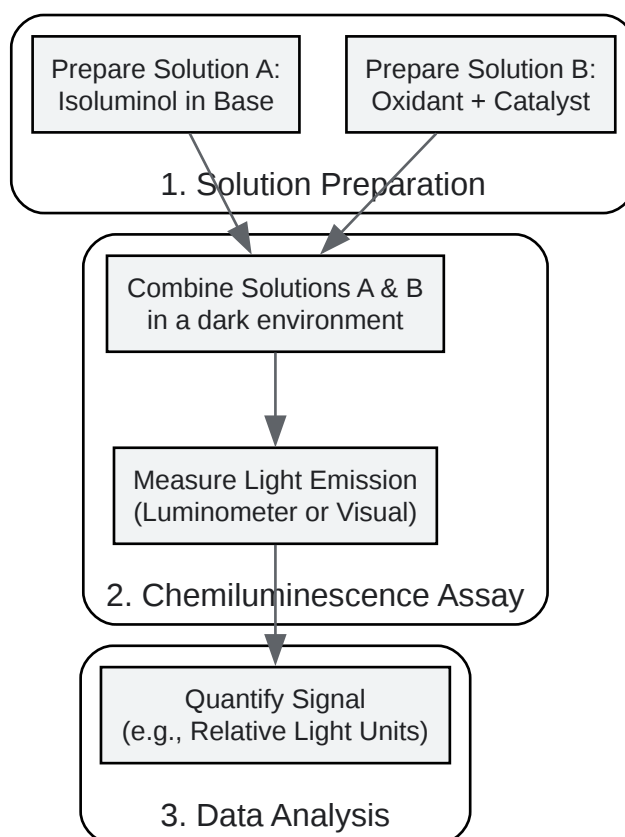 Prepare Solution A:
Isoluminol in Base
Prepare Solution B:
Oxidant + Catalyst
1. Solution Preparation
Combine Solutions A & B
in a dark environment
Measure Light Emission
(Luminometer or Visual)
2. Chemiluminescence Assay
Quantify Signal
(e.g., Relative Light Units)
3. Data Analysis